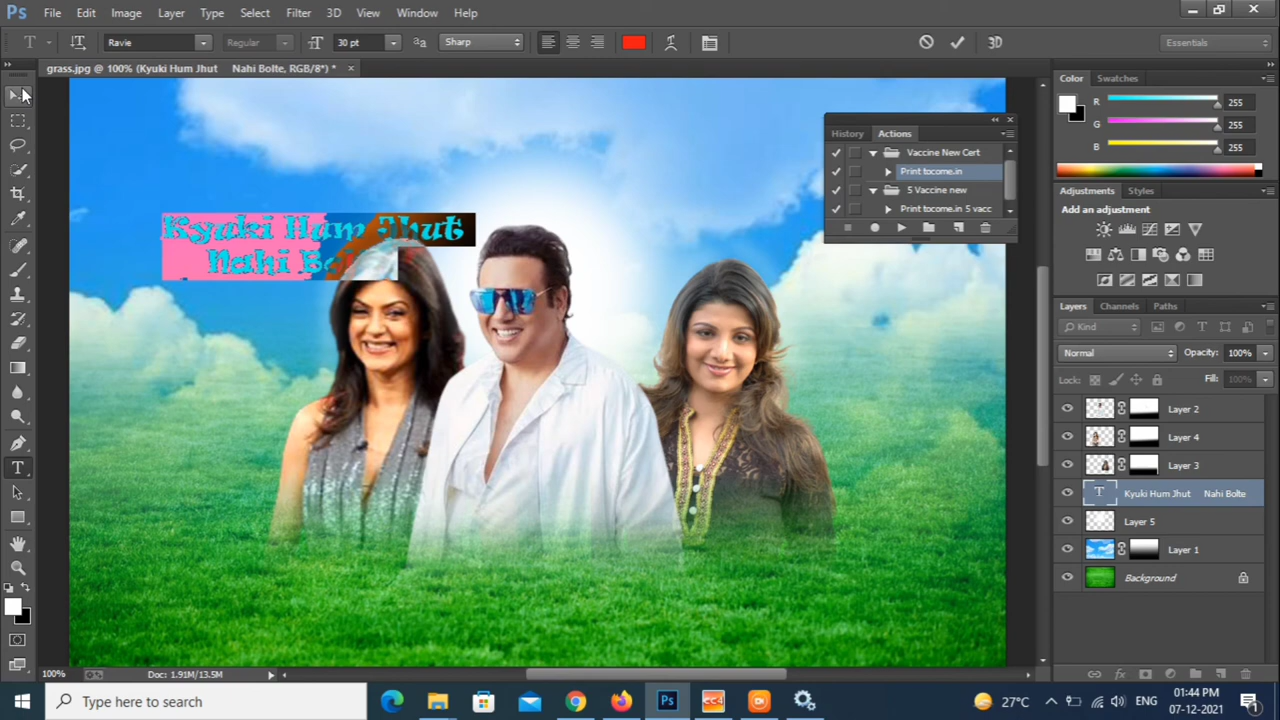 Ps File Edit Image Layer Type Select Filter 3D View Window Help
T Ravie Regular 30 pt aa Sharp 3D Essentials
grass.jpg @ 100% (Kyuki Hum Jhut Nahi Bolte, RGB/8*) * ×
Color Swatches
R 255
G 255
B 255
History Actions
Vaccine New Cert
Print tocome.in
5 Vaccine new
Print tocome.in 5 vacc
Adjustments Styles
Add an adjustment
Kyuki Hum Jhut
Nahi
Layers Channels Paths
Kind
Normal Opacity: 100%
Lock: Fill: 100%
Layer 2
Layer 4
Layer 3
T Kyuki Hum Jhut Nahi Bolte
Layer 5
Layer 1
Background
100% Doc: 1.91M/13.5M
Type here to search
Ps CC4 27°C ENG 01:44 PM
07-12-2021 1